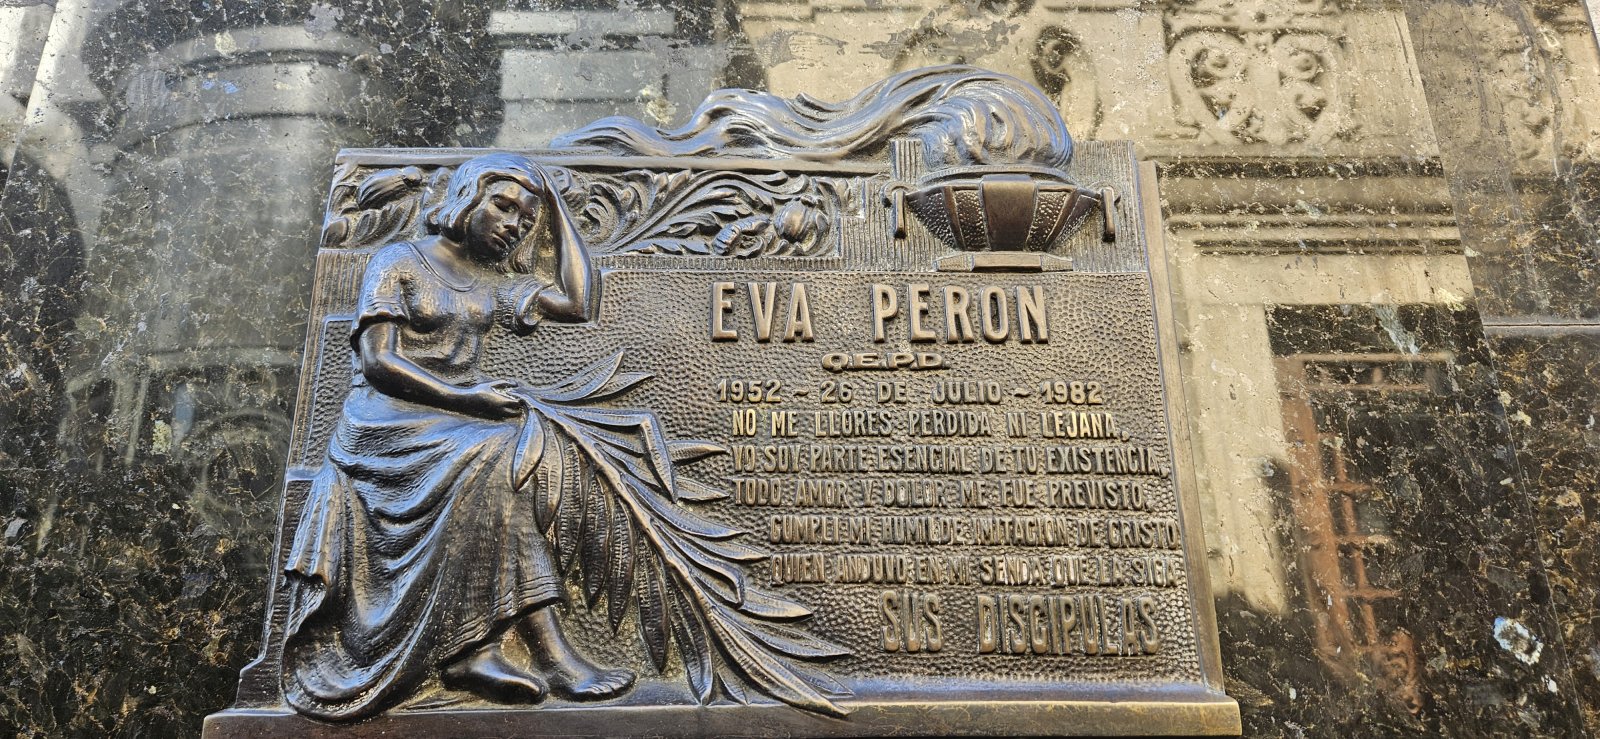 EVA PERON
Q.E.P.D.
1952 ~ 26 DE JULIO ~ 1982
NO ME LLORES PERDIDA NI LEJANA,
YO SOY PARTE ESENCIAL DE TU EXISTENCIA,
TODO AMOR Y DOLOR ME FUE PREVISTO,
CUMPLI MI HUMILDE IMITACION DE CRISTO
QUIEN ANDUVO EN MI SENDA QUE LA SIGA
SUS DISCIPULAS